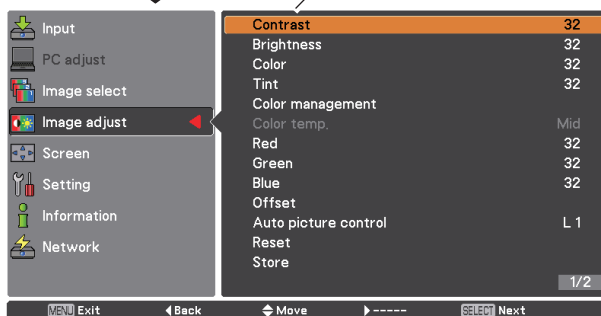 Input
PC adjust
Image select
Image adjust
Screen
Setting
Information
Network
Contrast 32
Brightness 32
Color 32
Tint 32
Color management
Color temp. Mid
Red 32
Green 32
Blue 32
Offset
Auto picture control L 1
Reset
Store
1/2
MENU Exit Back Move ----- SELECT Next